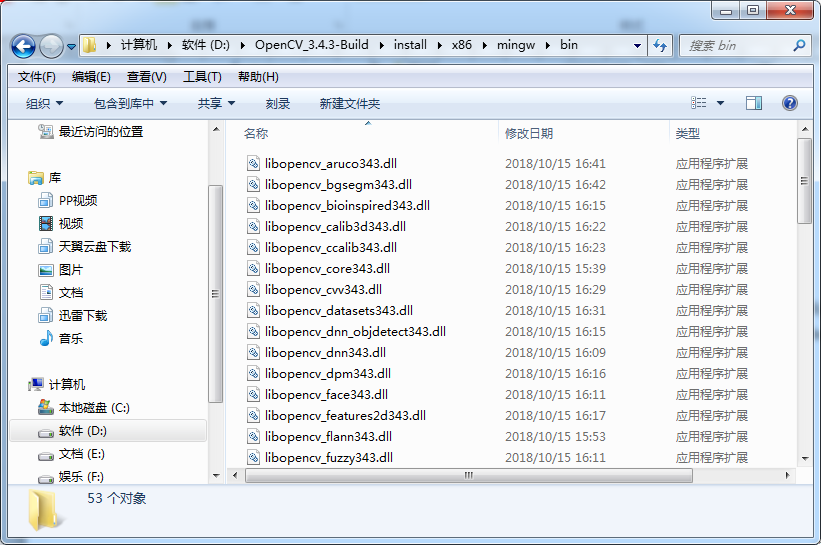 计算机 ▸ 软件 (D:) ▸ OpenCV_3.4.3-Build ▸ install ▸ x86 ▸ mingw ▸ bin
搜索 bin
文件(F) 编辑(E) 查看(V) 工具(T) 帮助(H)
组织 包含到库中 共享 刻录 新建文件夹
最近访问的位置
库
PP视频
视频
天翼云盘下载
图片
文档
迅雷下载
音乐
计算机
本地磁盘 (C:)
软件 (D:)
文档 (E:)
娱乐 (F:)
名称 修改日期 类型
libopencv_aruco343.dll 2018/10/15 16:41 应用程序扩展
libopencv_bgsegm343.dll 2018/10/15 16:42 应用程序扩展
libopencv_bioinspired343.dll 2018/10/15 16:15 应用程序扩展
libopencv_calib3d343.dll 2018/10/15 16:22 应用程序扩展
libopencv_ccalib343.dll 2018/10/15 16:23 应用程序扩展
libopencv_core343.dll 2018/10/15 15:39 应用程序扩展
libopencv_cvv343.dll 2018/10/15 16:29 应用程序扩展
libopencv_datasets343.dll 2018/10/15 16:31 应用程序扩展
libopencv_dnn_objdetect343.dll 2018/10/15 16:15 应用程序扩展
libopencv_dnn343.dll 2018/10/15 16:09 应用程序扩展
libopencv_dpm343.dll 2018/10/15 16:16 应用程序扩展
libopencv_face343.dll 2018/10/15 16:11 应用程序扩展
libopencv_features2d343.dll 2018/10/15 16:17 应用程序扩展
libopencv_flann343.dll 2018/10/15 15:53 应用程序扩展
libopencv_fuzzy343.dll 2018/10/15 16:11 应用程序扩展
53 个对象